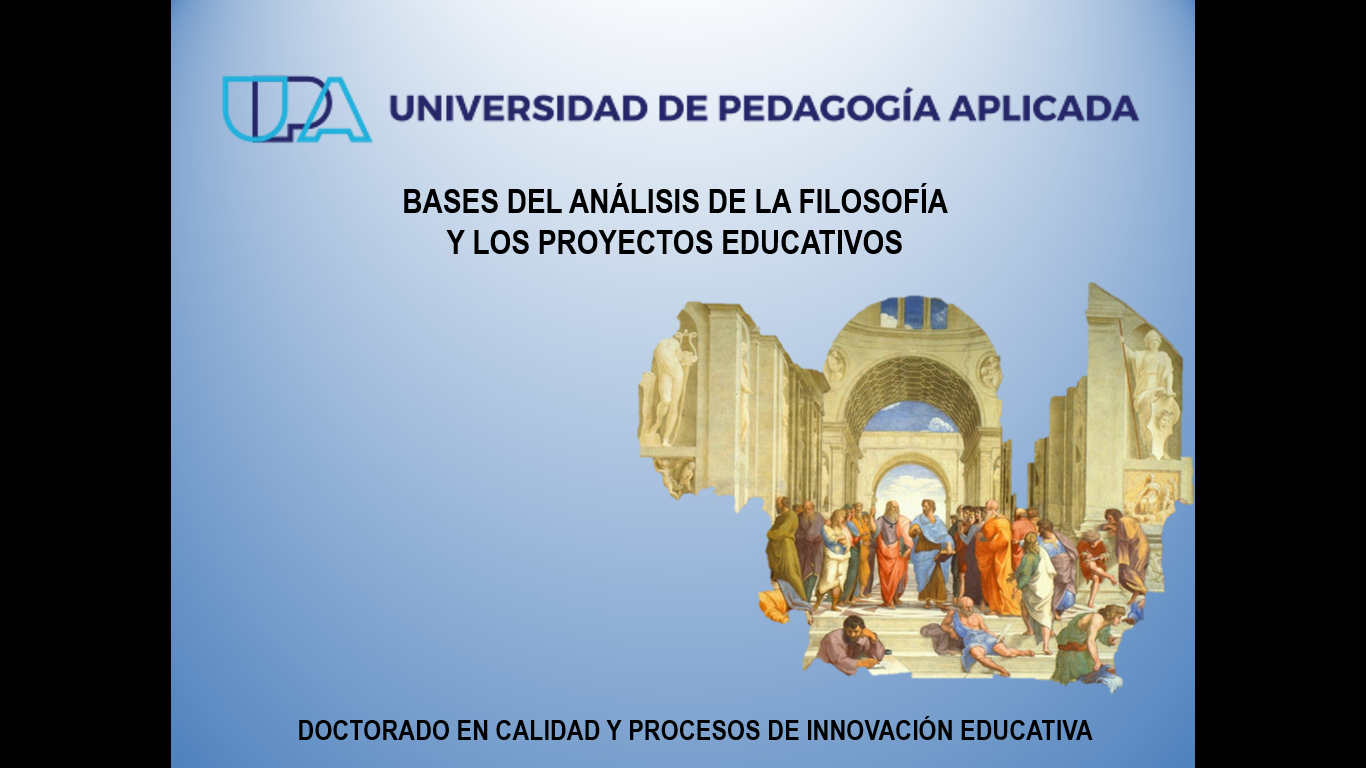 UPA UNIVERSIDAD DE PEDAGOGÍA APLICADA
BASES DEL ANÁLISIS DE LA FILOSOFÍA
Y LOS PROYECTOS EDUCATIVOS
DOCTORADO EN CALIDAD Y PROCESOS DE INNOVACIÓN EDUCATIVA